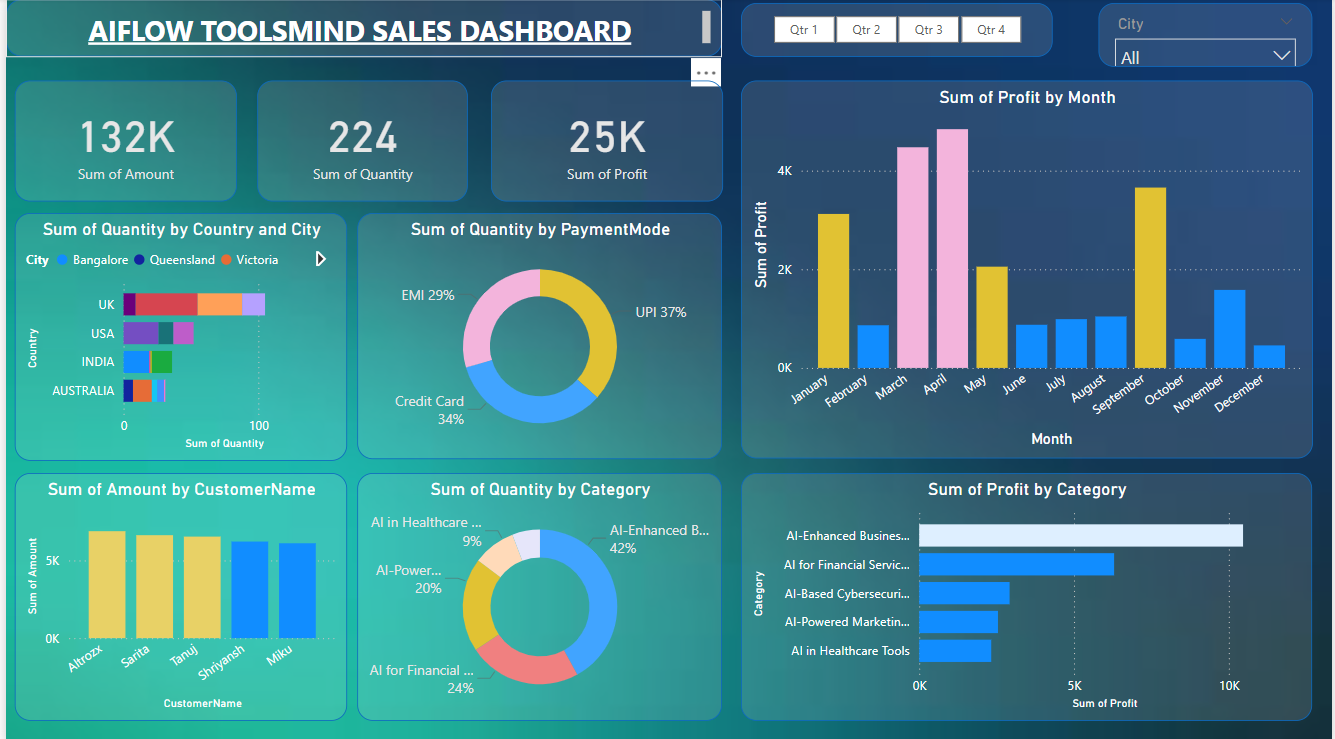 AIFLOW TOOLSMIND SALES DASHBOARD
Qtr 1 Qtr 2 Qtr 3 Qtr 4
City
All
132K
Sum of Amount
224
Sum of Quantity
25K
Sum of Profit
Sum of Profit by Month
Sum of Profit
4K
2K
0K
January February March April May June July August September October November December
Month
Sum of Quantity by Country and City
City Bangalore Queensland Victoria
Country
UK
USA
INDIA
AUSTRALIA
0 100
Sum of Quantity
Sum of Quantity by PaymentMode
EMI 29%
UPI 37%
Credit Card
34%
Sum of Amount by CustomerName
Sum of Amount
5K
0K
Altrozx Sarita Tanuj Shriyansh Miku
CustomerName
Sum of Quantity by Category
AI in Healthcare ...
9%
AI-Enhanced B...
42%
AI-Power...
20%
AI for Financial ...
24%
Sum of Profit by Category
Category
AI-Enhanced Busines...
AI for Financial Servic...
AI-Based Cybersecuri...
AI-Powered Marketin...
AI in Healthcare Tools
0K 5K 10K
Sum of Profit